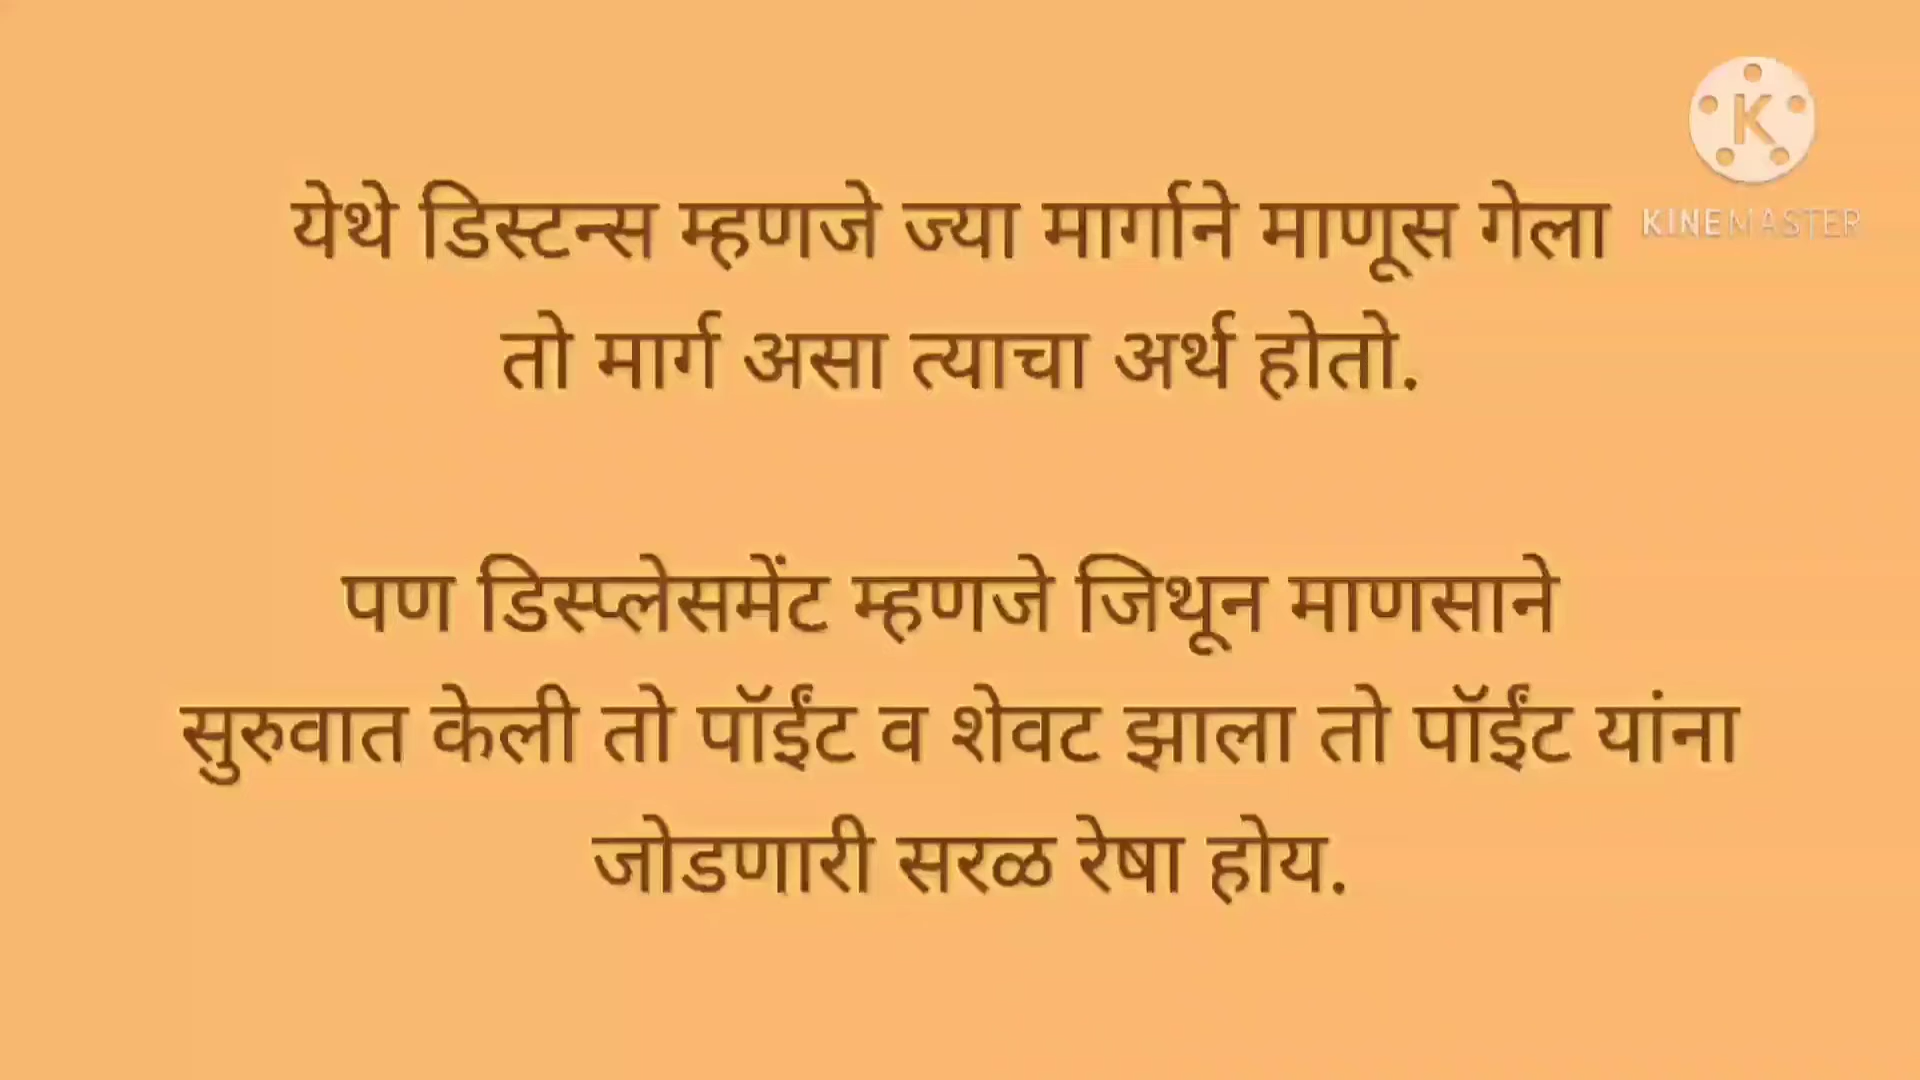 येथे डिस्टन्स म्हणजे ज्या मार्गाने माणूस गेला
तो मार्ग असा त्याचा अर्थ होतो.
पण डिस्प्लेसमेंट म्हणजे जिथून माणसाने
सुरुवात केली तो पॉईंट व शेवट झाला तो पॉईंट यांना
जोडणारी सरळ रेषा होय.
K
KINEMASTER